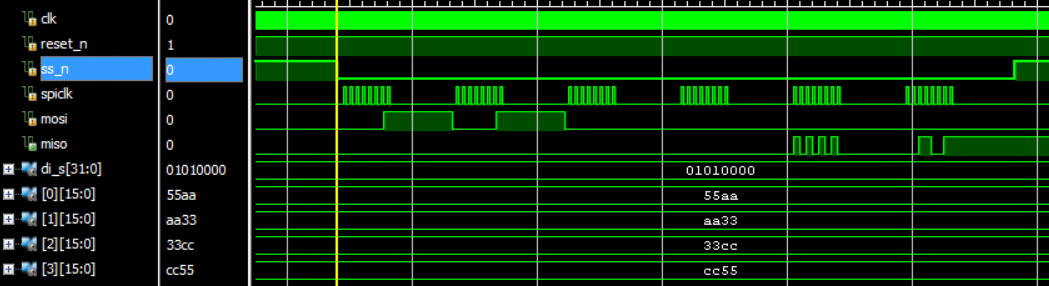 clk 0
reset_n 1
ss_n 0
spiclk 0
mosi 0
miso 0
di_s[31:0] 01010000 01010000
[0][15:0] 55aa 55aa
[1][15:0] aa33 aa33
[2][15:0] 33cc 33cc
[3][15:0] cc55 cc55